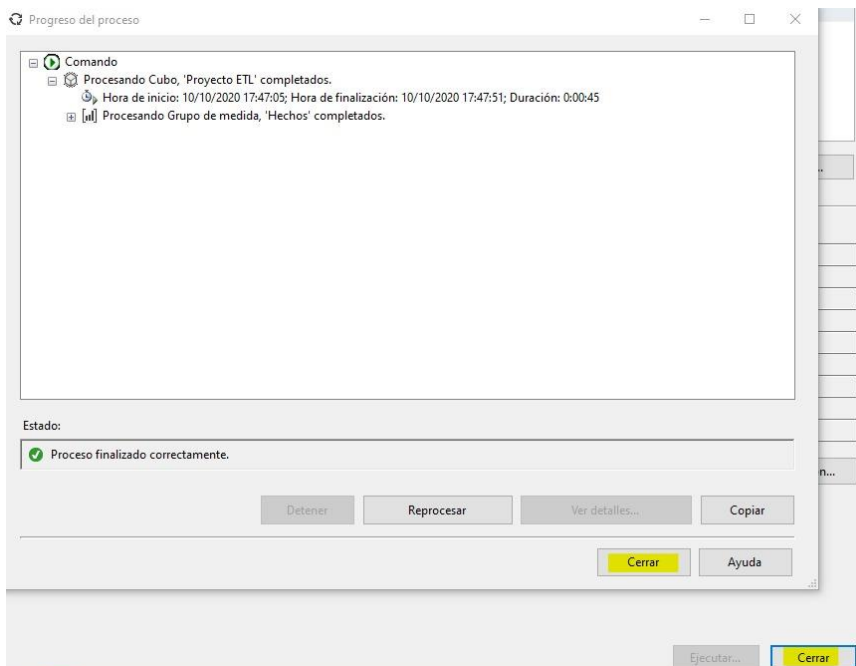 Progreso del proceso
Comando
Procesando Cubo, 'Proyecto ETL' completados.
Hora de inicio: 10/10/2020 17:47:05; Hora de finalización: 10/10/2020 17:47:51; Duración: 0:00:45
Procesando Grupo de medida, 'Hechos' completados.
Estado:
Proceso finalizado correctamente.
n...
Detener Reprocesar Ver detalles... Copiar
Cerrar Ayuda
Ejecutar... Cerrar